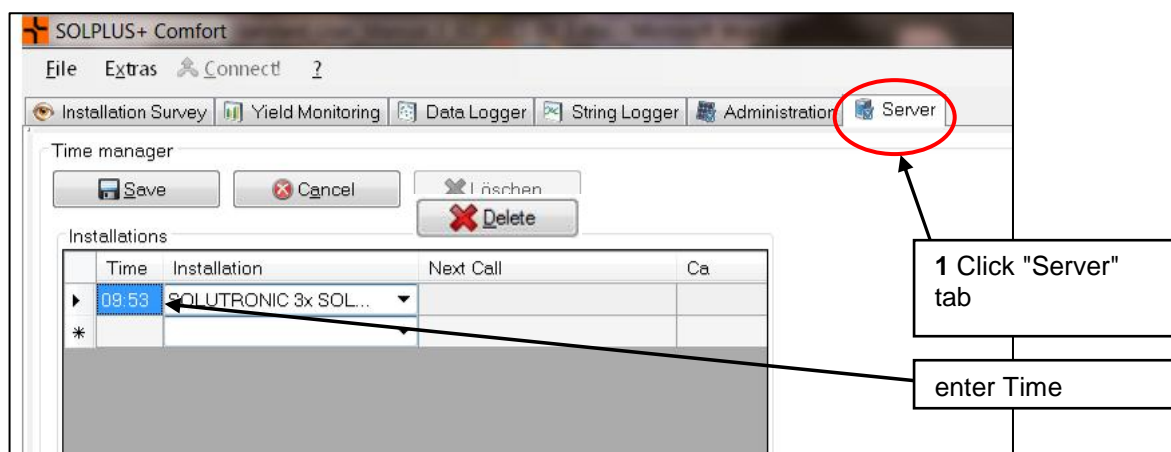 SOLPLUS+ Comfort
File Extras Connect! ?
Installation Survey Yield Monitoring Data Logger String Logger Administration Server
Time manager
Save Cancel Löschen
Delete
Installations
Time Installation Next Call Ca
09:53 SOLUTRONIC 3x SOL...
1 Click "Server"
tab
enter Time